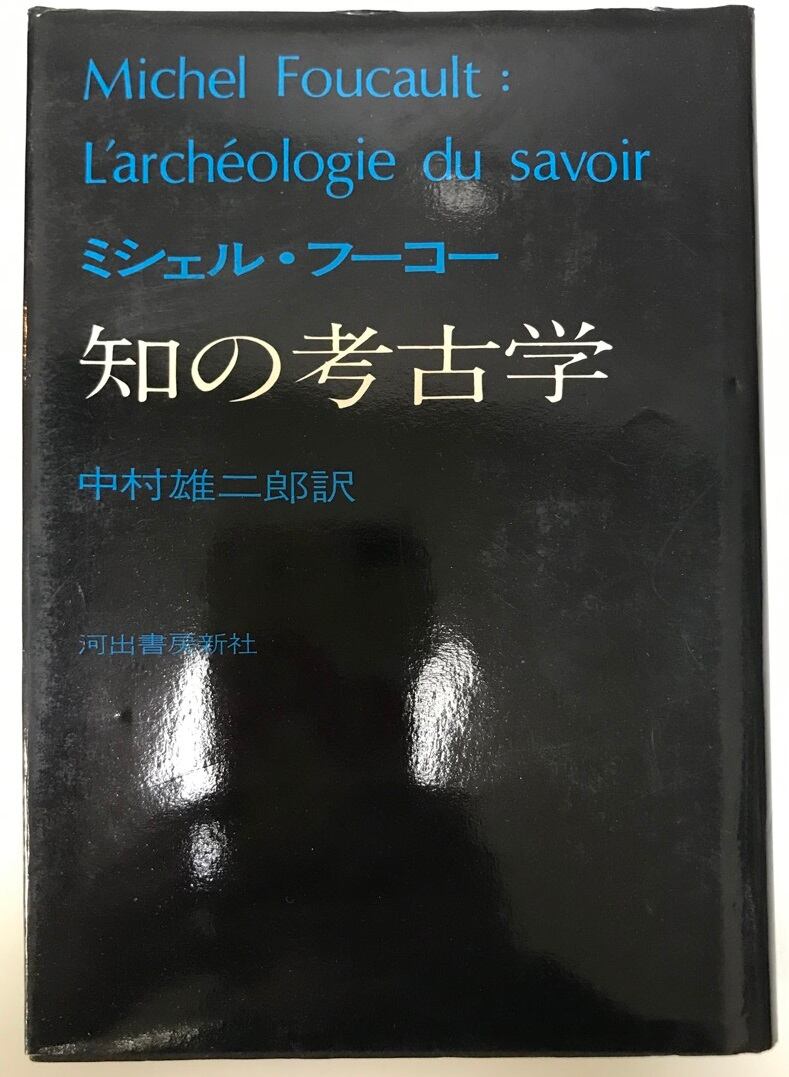 Michel Foucault :
L'archéologie du savoir
ミシェル・フーコー
知の考古学
中村雄二郎訳
河出書房新社